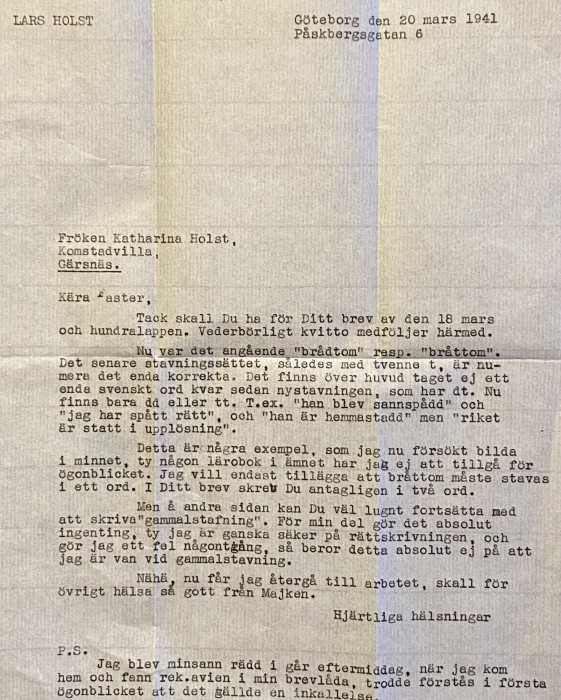 LARS HOLST
Göteborg den 20 mars 1941
Påskbergsgatan 6
Fröken Katharina Holst,
Komstadvilla,
Gärsnäs.
Kära Faster,
Tack skall Du ha för Ditt brev av den 18 mars
och hundralappen. Vederbörligt kvitto medföljer härmed.
Nu var det angående "brådtom" resp. "bråttom".
Det senare stavningssättet, således med tvenne t, är nu-
mera det enda korrekta. Det finns över huvud taget ej ett
enda svenskt ord kvar sedan nystavningen, som har dt. Nu
finns bara dd eller tt. T.ex. "han blev sannspådd" och
"jag har spått rätt", och "han är hemmastadd" men "riket
är statt i upplösning".
Detta är några exempel, som jag nu försökt bilda
i minnet, ty någon lärobok i ämnet har jag ej att tillgå för
ögonblicket. Jag vill endast tillägga att bråttom måste stavas
i ett ord. I Ditt brev skrev Du antagligen i två ord.
Men å andra sidan kan Du väl lugnt fortsätta med
att skriva"gammalstafning". För min del gör det absolut
ingenting, ty jag är ganska säker på rättskrivningen, och
gör jag ett fel någontgång, så beror detta absolut ej på att
jag är van vid gammalstavning.
Nähä, nu får jag återgå till arbetet, skall för
övrigt hälsa så gott från Majken.
Hjärtliga hälsningar
P.S.
Jag blev minsann rädd i går eftermiddag, när jag kom
hem och fann rek.avien i min brevlåda, trodde förstås i första
ögonblicket att det gällde en inkallelse.